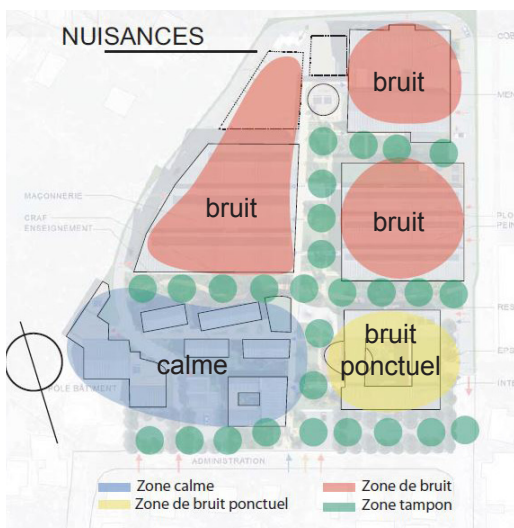 NUISANCES
bruit
MAÇONNERIE
GRAF
ENSEIGNEMENT
bruit
bruit
calme
bruit
ponctuel
ADMINISTRATION
Zone calme
Zone de bruit
Zone de bruit ponctuel
Zone tampon